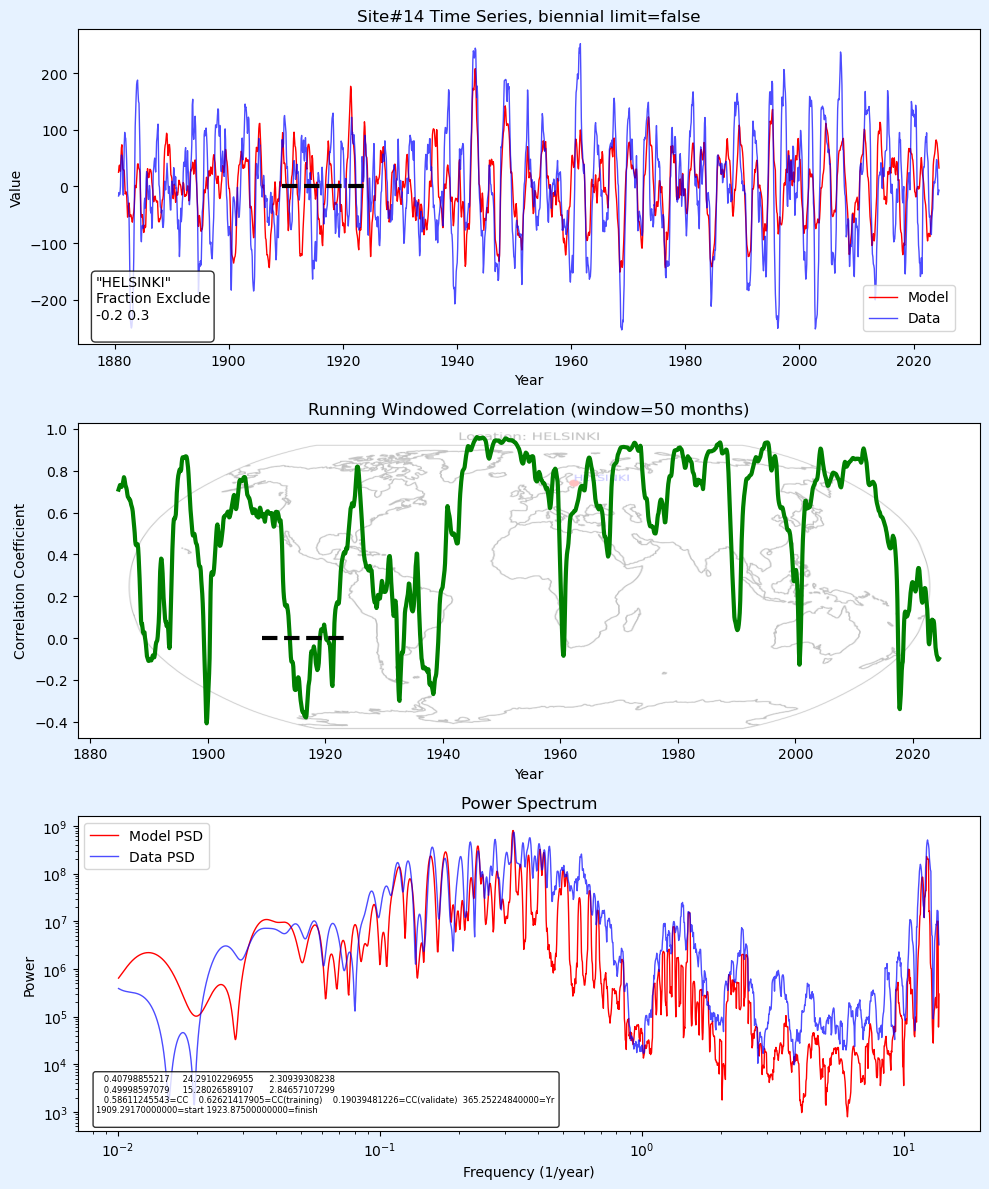 Site#14 Time Series, biennial limit=false
Value
200
100
0
−100
−200
"HELSINKI"
Fraction Exclude
-0.2 0.3
Model
Data
1880 1900 1920 1940 1960 1980 2000 2020
Year
Running Windowed Correlation (window=50 months)
Location: HELSINKI
HELSINKI
Correlation Coefficient
1.0
0.8
0.6
0.4
0.2
0.0
−0.2
−0.4
1880 1900 1920 1940 1960 1980 2000 2020
Year
Power Spectrum
Model PSD
Data PSD
Power
10^9
10^8
10^7
10^6
10^5
10^4
10^3
0.40798855217 24.29102296955 2.30939308238
0.49998597079 15.28026589107 2.84657107299
0.58611245543=CC 0.62621417905=CC(training) 0.19039481226=CC(validate) 365.25224840000=Yr
1909.29170000000=start 1923.87500000000=finish
10^−2 10^−1 10^0 10^1
Frequency (1/year)